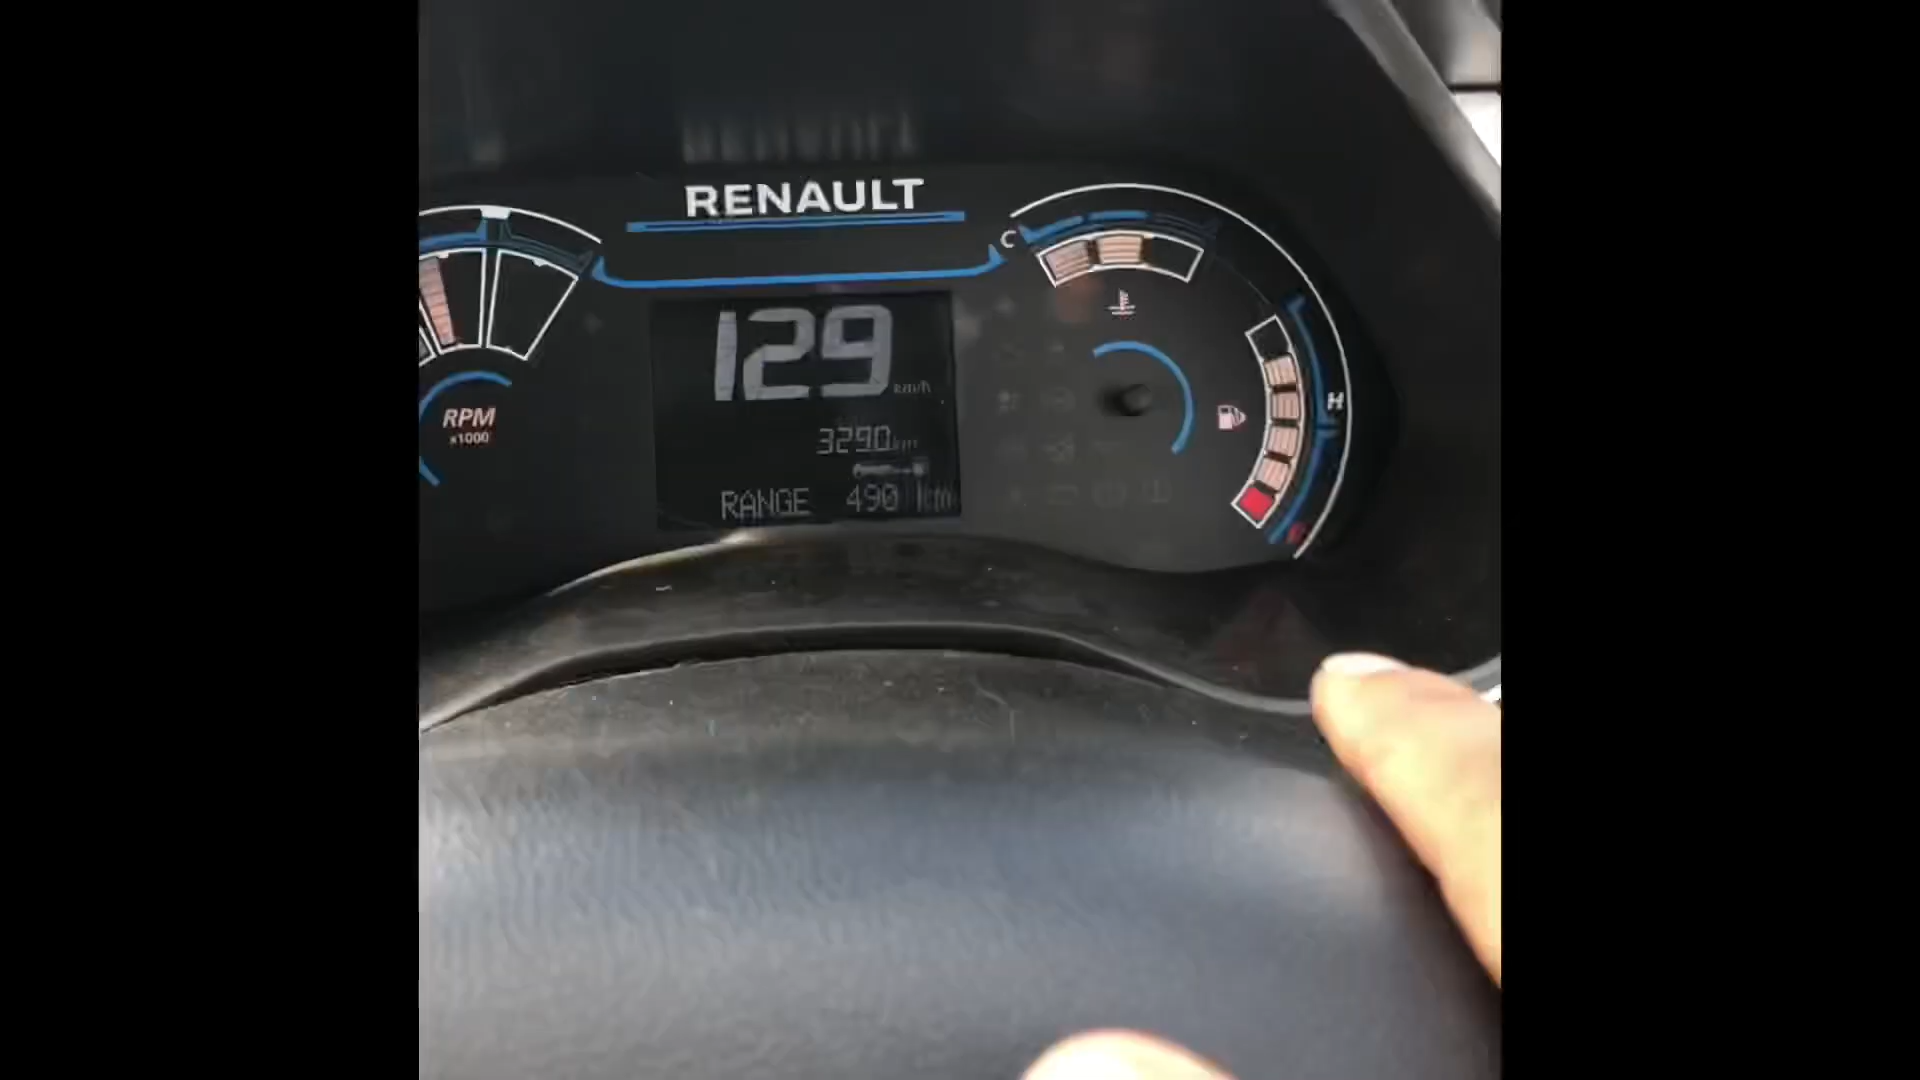 RENAULT
C
129 km/h
3290 km
RANGE 490 km
RPM
x1000
H